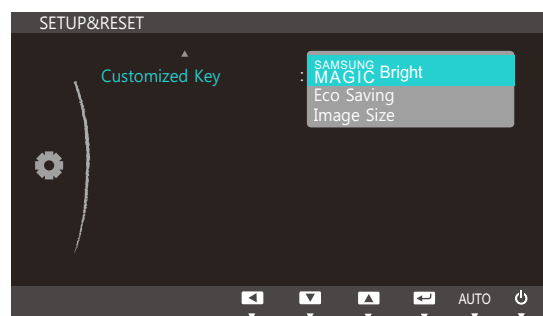 SETUP&RESET
Customized Key :
SAMSUNG
MAGIC Bright
Eco Saving
Image Size
AUTO